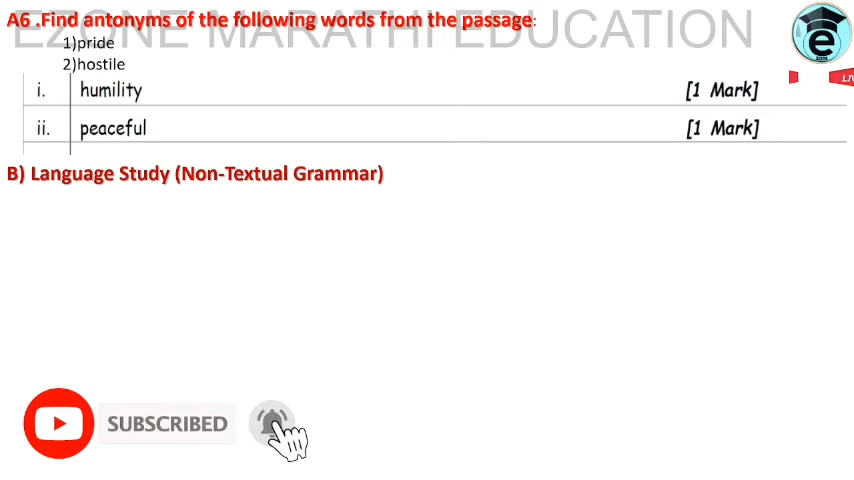 EZONE MARATHI EDUCATION
A6 .Find antonyms of the following words from the passage:
1)pride
2)hostile
i. humility [1 Mark]
ii. peaceful [1 Mark]
B) Language Study (Non-Textual Grammar)
SUBSCRIBED
e
EZONE